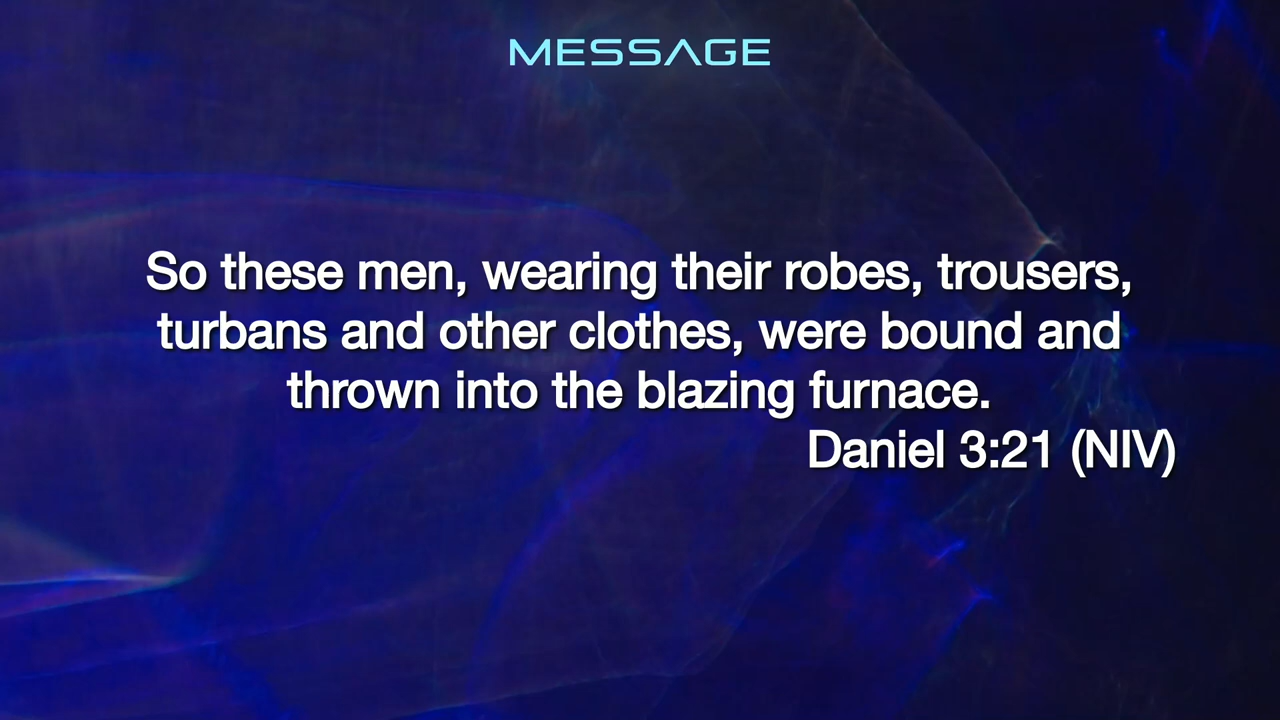 MESSAGE
So these men, wearing their robes, trousers,
turbans and other clothes, were bound and
thrown into the blazing furnace.
Daniel 3:21 (NIV)